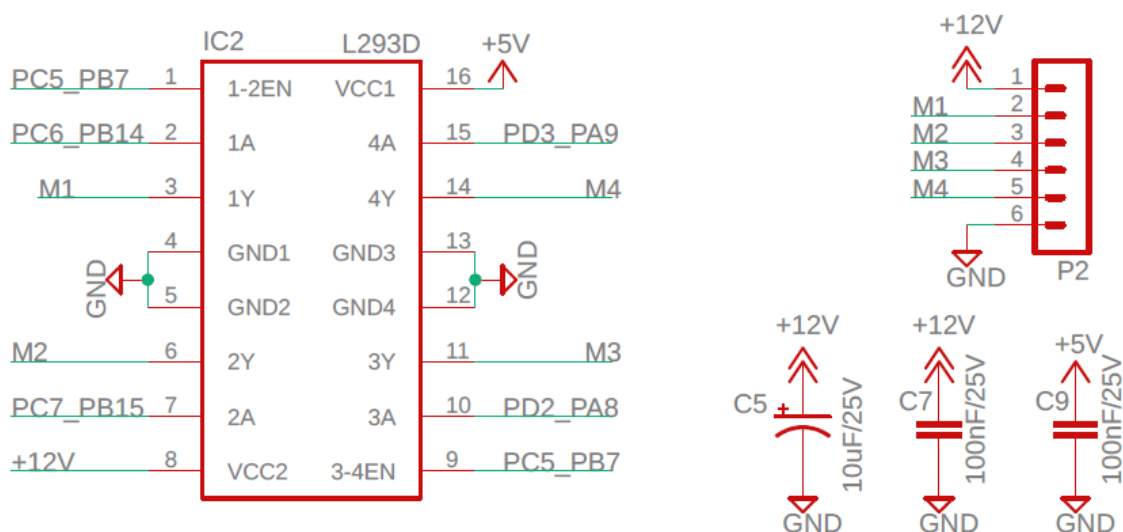 IC2 L293D +5V
PC5_PB7 1 1-2EN VCC1 16
PC6_PB14 2 1A 4A 15 PD3_PA9
M1 3 1Y 4Y 14 M4
4 GND1 GND3 13
GND GND
5 GND2 GND4 12
M2 6 2Y 3Y 11 M3
PC7_PB15 7 2A 3A 10 PD2_PA8
+12V 8 VCC2 3-4EN 9 PC5_PB7
+12V
1
M1 2
M2 3
M3 4
M4 5
6
GND P2
+12V +12V +5V
C5 + 10uF/25V C7 100nF/25V C9 100nF/25V
GND GND GND